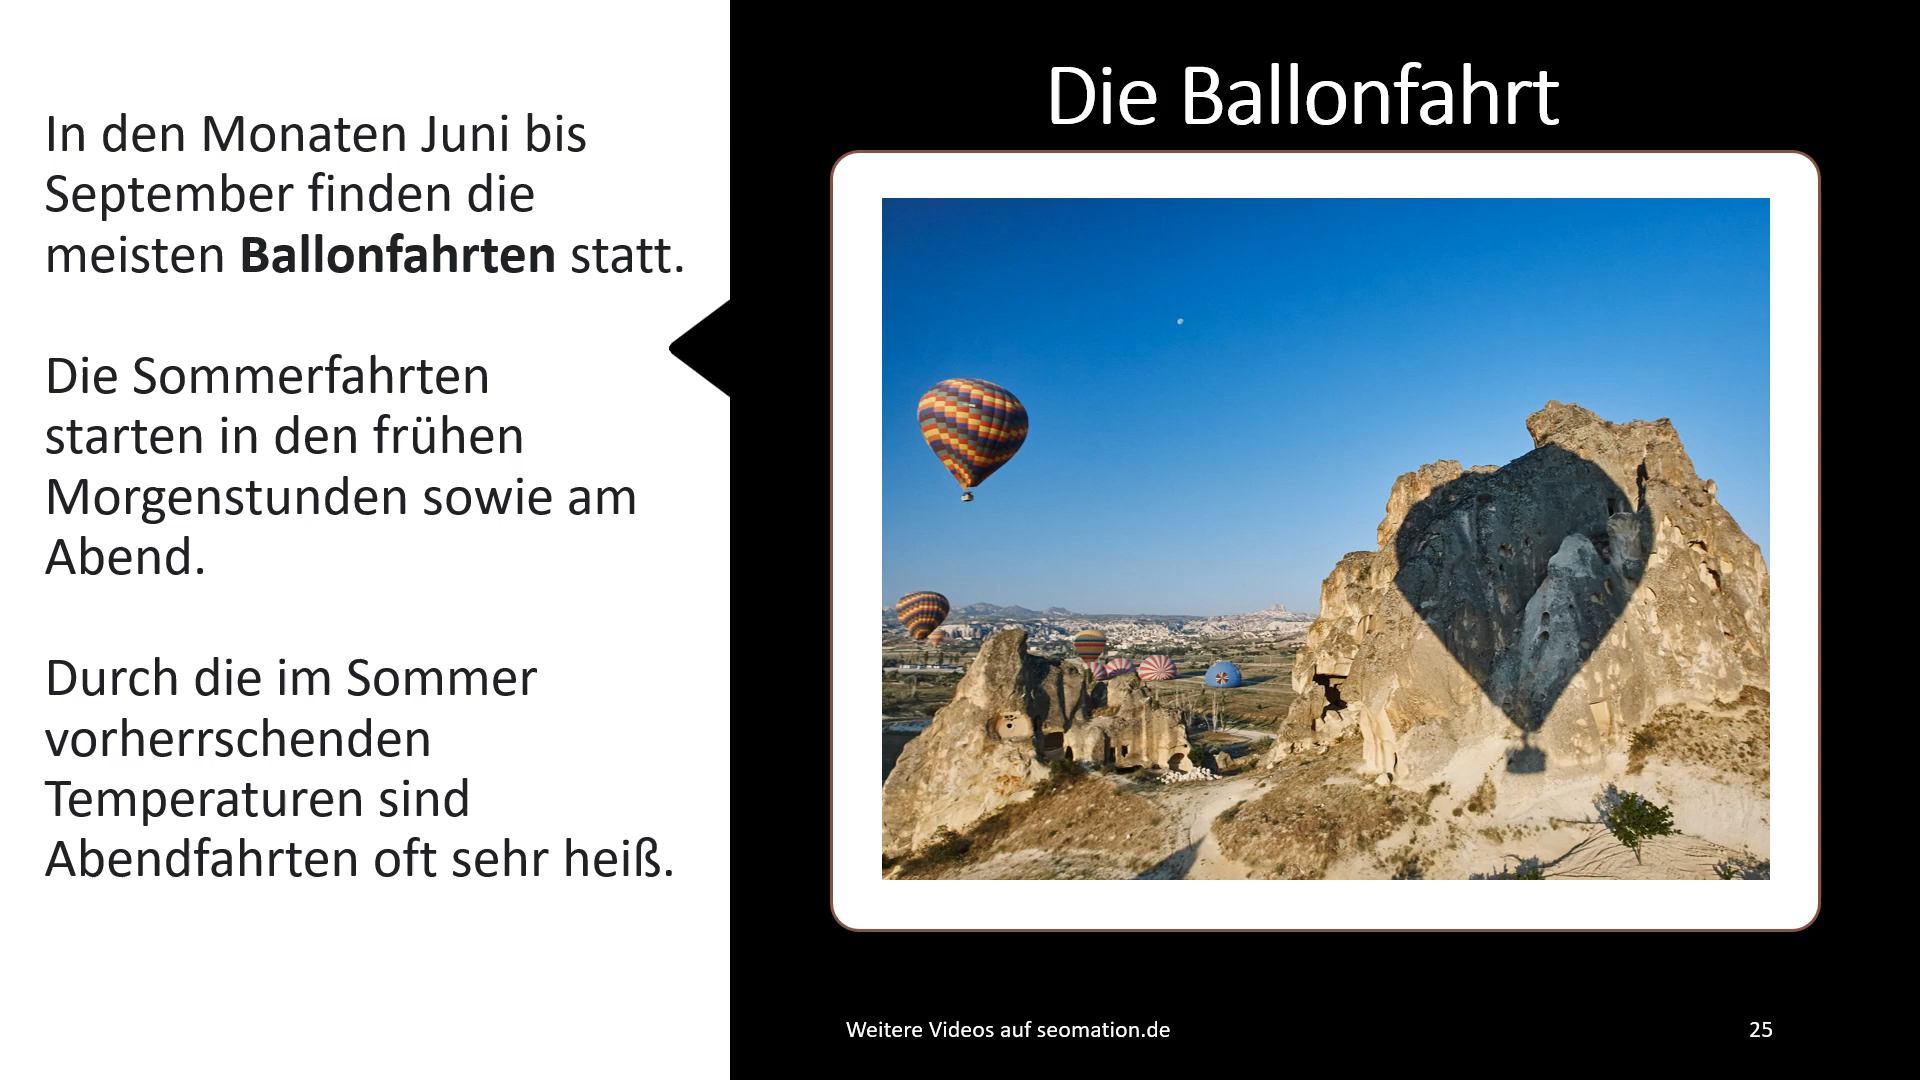 Die Ballonfahrt
In den Monaten Juni bis
September finden die
meisten Ballonfahrten statt.
Die Sommerfahrten
starten in den frühen
Morgenstunden sowie am
Abend.
Durch die im Sommer
vorherrschenden
Temperaturen sind
Abendfahrten oft sehr heiß.
Weitere Videos auf seomation.de
25